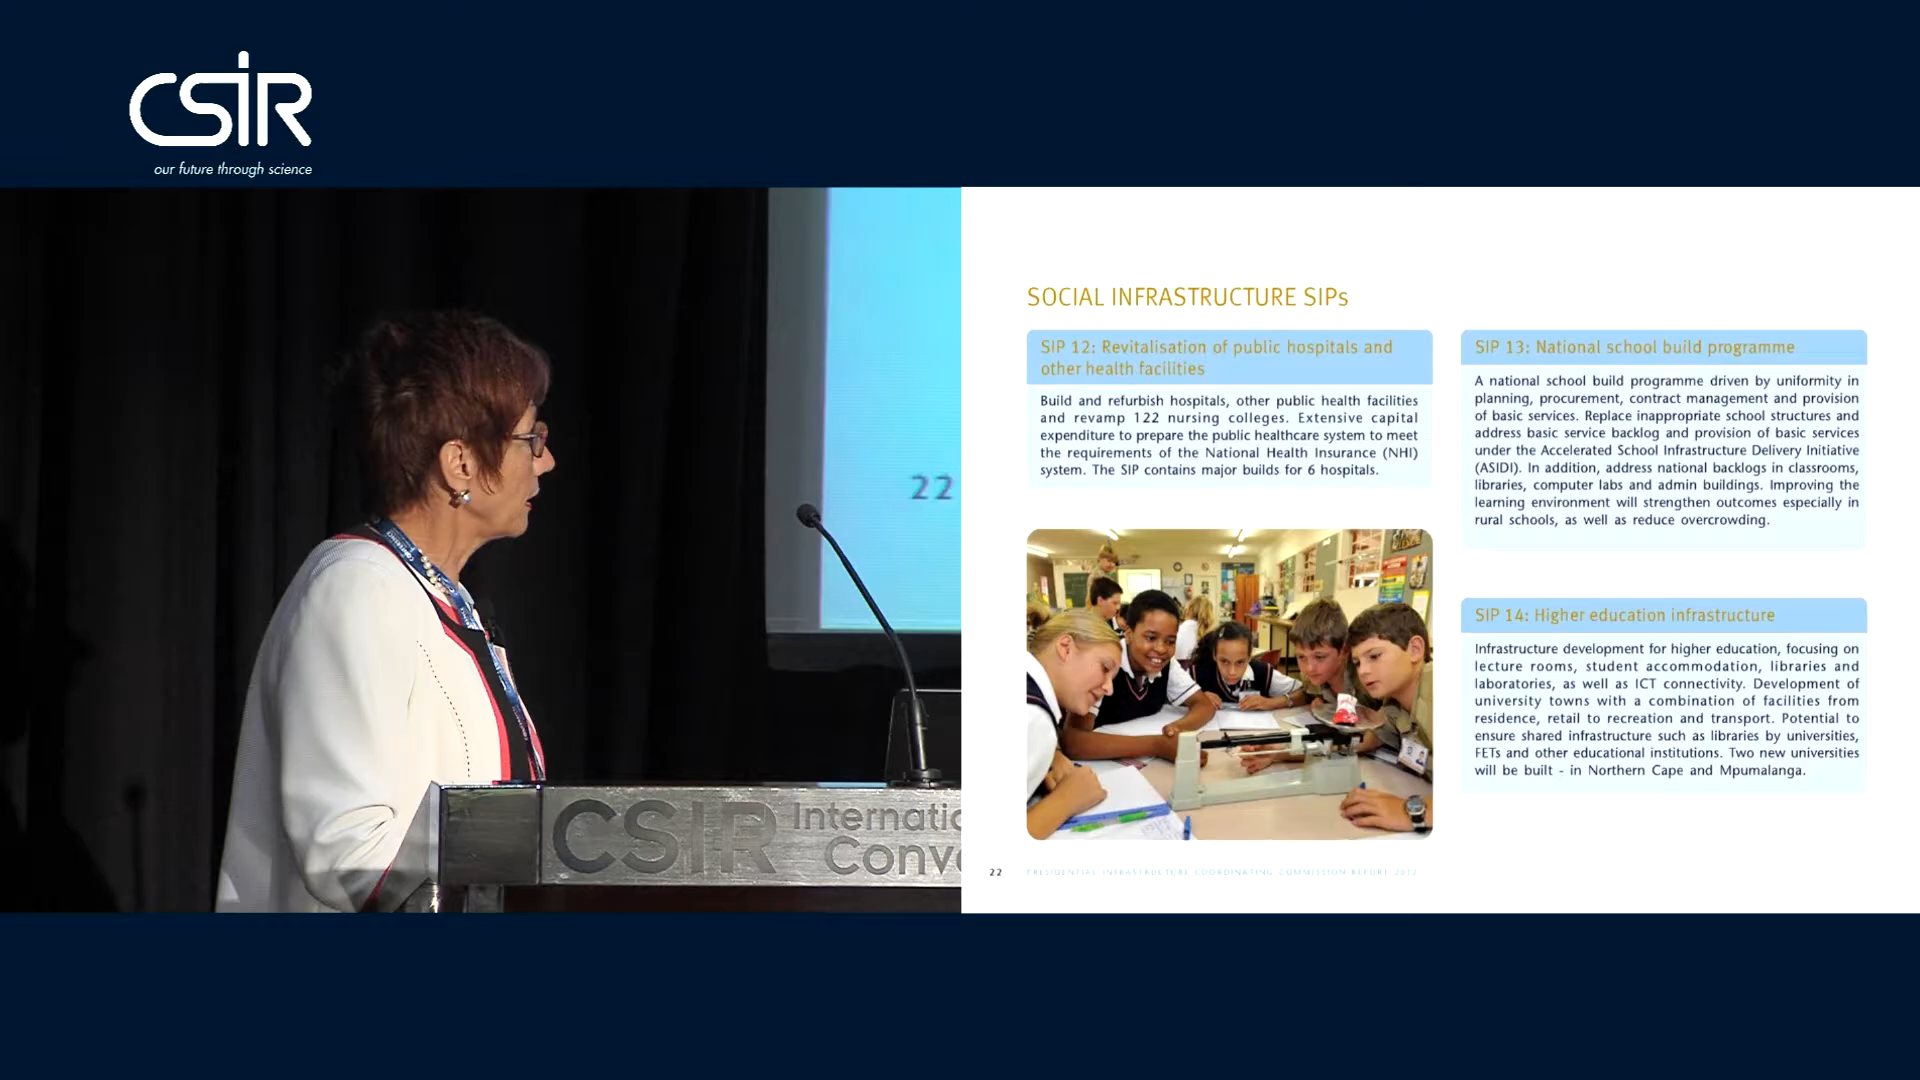 CSIR
our future through science
22
CSIR Internatio
Conv
SOCIAL INFRASTRUCTURE SIPs
SIP 12: Revitalisation of public hospitals and
other health facilities
Build and refurbish hospitals, other public health facilities
and revamp 122 nursing colleges. Extensive capital
expenditure to prepare the public healthcare system to meet
the requirements of the National Health Insurance (NHI)
system. The SIP contains major builds for 6 hospitals.
SIP 13: National school build programme
A national school build programme driven by uniformity in
planning, procurement, contract management and provision
of basic services. Replace inappropriate school structures and
address basic service backlog and provision of basic services
under the Accelerated School Infrastructure Delivery Initiative
(ASIDI). In addition, address national backlogs in classrooms,
libraries, computer labs and admin buildings. Improving the
learning environment will strengthen outcomes especially in
rural schools, as well as reduce overcrowding.
SIP 14: Higher education infrastructure
Infrastructure development for higher education, focusing on
lecture rooms, student accommodation, libraries and
laboratories, as well as ICT connectivity. Development of
university towns with a combination of facilities from
residence, retail to recreation and transport. Potential to
ensure shared infrastructure such as libraries by universities,
FETs and other educational institutions. Two new universities
will be built - in Northern Cape and Mpumalanga.
22 PRESIDENTIAL INFRASTRUCTURE COORDINATING COMMISSION REPORT 2012